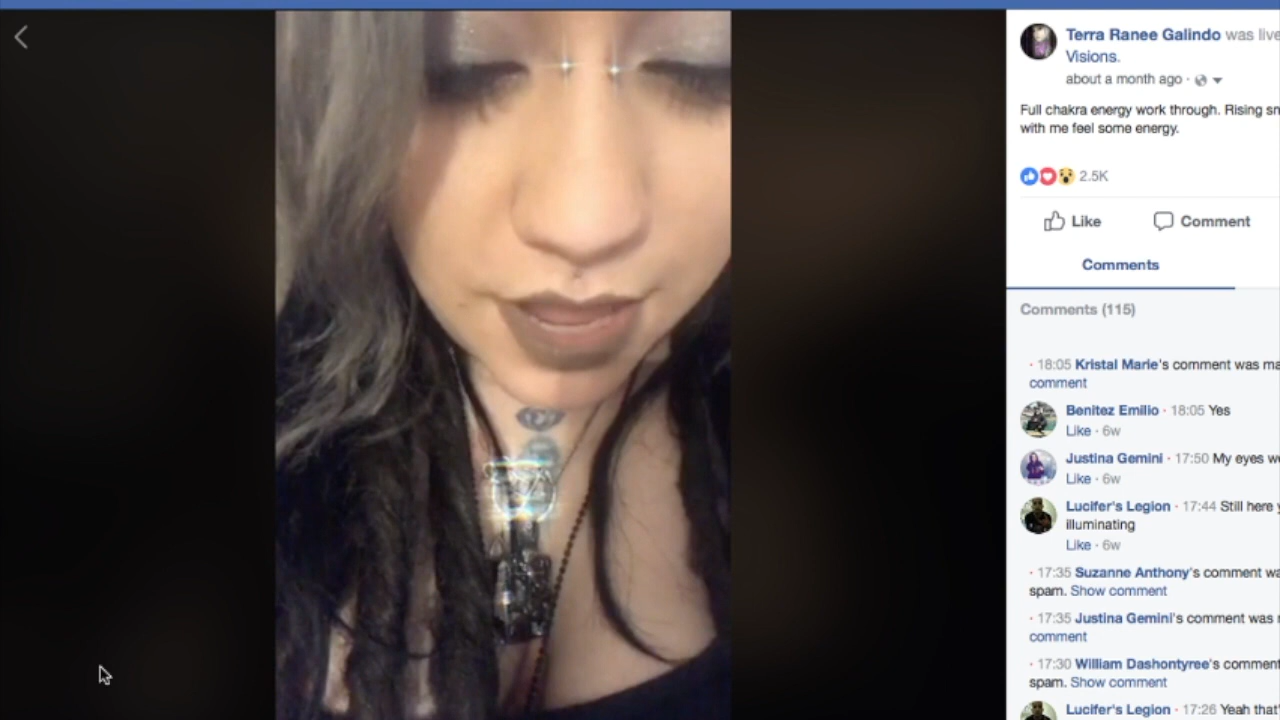 Terra Ranee Galindo was live
Visions.
about a month ago ·
Full chakra energy work through. Rising
with me feel some energy.
2.5K
Like Comment
Comments
Comments (115)
· 18:05 Kristal Marie's comment was
comment
Benitez Emilio · 18:05 Yes
Like · 6w
Justina Gemini · 17:50 My eyes
Like · 6w
Lucifer's Legion · 17:44 Still here
illuminating
Like · 6w
· 17:35 Suzanne Anthony's comment
spam. Show comment
· 17:35 Justina Gemini's comment was
comment
· 17:30 William Dashontyree's comment
spam. Show comment
Lucifer's Legion · 17:26 Yeah that'